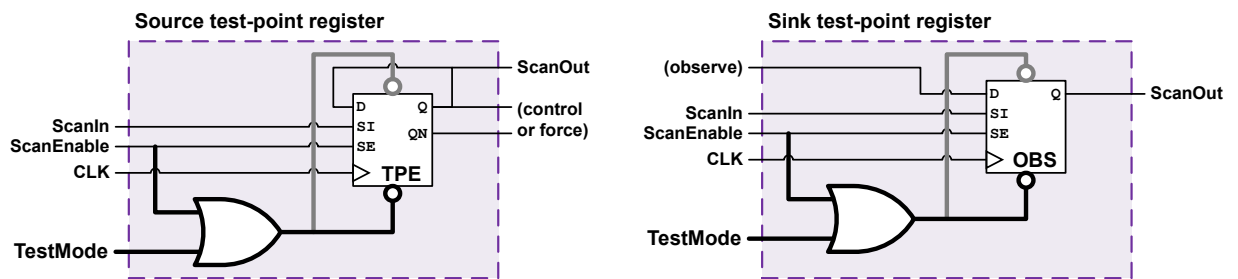 Source test-point register
ScanOut
D
Q
(control
or force)
ScanIn
SI
QN
ScanEnable
SE
CLK
TPE
TestMode
Sink test-point register
(observe)
D
Q
ScanOut
ScanIn
SI
ScanEnable
SE
CLK
OBS
TestMode